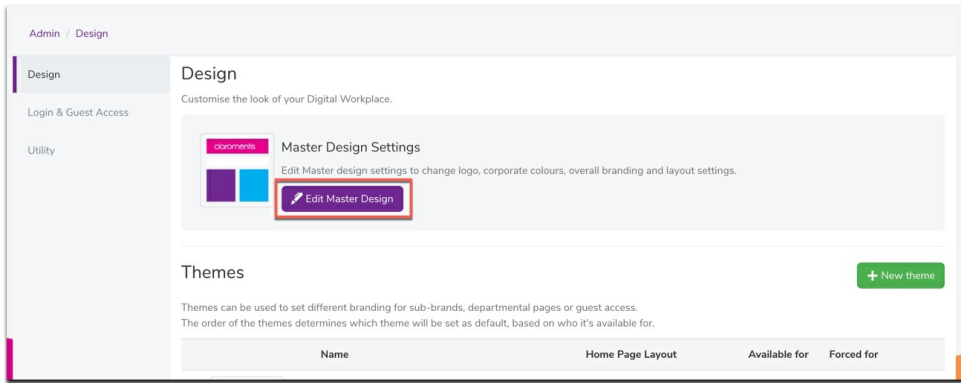 Admin / Design
Design
Login & Guest Access
Utility
Design
Customise the look of your Digital Workplace.
claromentis
Master Design Settings
Edit Master design settings to change logo, corporate colours, overall branding and layout settings.
Edit Master Design
Themes
+ New theme
Themes can be used to set different branding for sub-brands, departmental pages or guest access.
The order of the themes determines which theme will be set as default, based on who it's available for.
Name Home Page Layout Available for Forced for